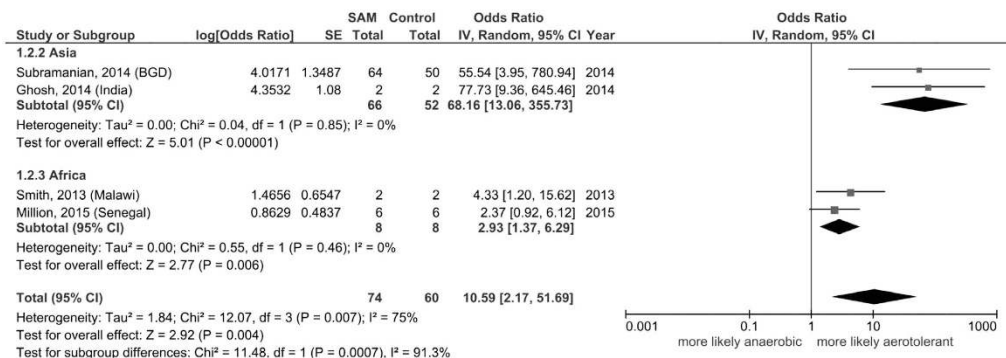 SAM Control Odds Ratio Odds Ratio
Study or Subgroup log[Odds Ratio] SE Total Total IV, Random, 95% CI Year IV, Random, 95% CI
1.2.2 Asia
Subramanian, 2014 (BGD) 4.0171 1.3487 64 50 55.54 [3.95, 780.94) 2014
Ghosh, 2014 (India) 4.3532 1.08 2 2 77.73 [9.36, 645.46] 2014
Subtotal (95% CI) 66 52 68.16 [13.06, 355.73]
Heterogeneity: Tau² = 0.00; Chi² = 0.04, df = 1 (P = 0.85); I² = 0%
Test for overall effect: Z = 5.01 (P < 0.00001)
1.2.3 Africa
Smith, 2013 (Malawi) 1.4656 0.6547 2 2 4.33 [1.20, 15.62] 2013
Million, 2015 (Senegal) 0.8629 0.4837 6 6 2.37 [0.92, 6.12] 2015
Subtotal (95% CI) 8 8 2.93 [1.37, 6.29]
Heterogeneity: Tau² = 0.00; Chi² = 0.55, df = 1 (P = 0.46); I² = 0%
Test for overall effect: Z = 2.77 (P = 0.006)
Total (95% CI) 74 60 10.59 [2.17, 51.69]
Heterogeneity: Tau² = 1.84; Chi² = 12.07, df = 3 (P = 0.007); I² = 75%
Test for overall effect: Z = 2.92 (P = 0.004)
Test for subgroup differences: Chi² = 11.48, df = 1 (P = 0.0007), I² = 91.3%
0.001 0.1 1 10 1000
more likely anaerobic more likely aerotolerant